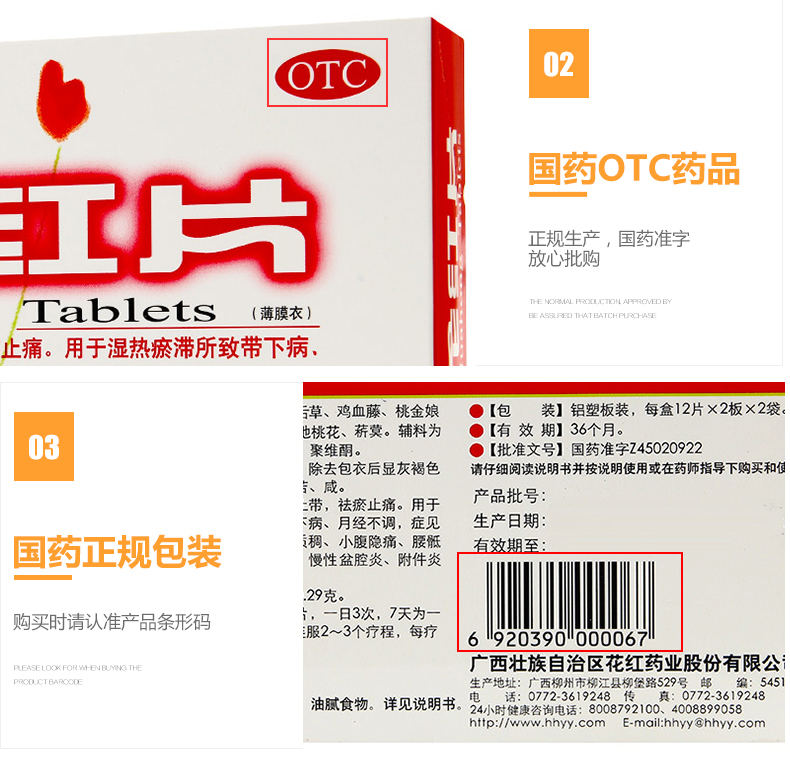 OTC
红片
Tablets
（薄膜衣）
止痛。用于湿热瘀滞所致带下病、
02
国药OTC药品
正规生产，国药准字
放心批购
THE NORMAL PRODUCTION, APPROVED BY
BE ASSURED THAT BATCH PURCHASE
03
国药正规包装
购买时请认准产品条形码
PLEASE LOOK FOR WHEN BUYING THE
PRODUCT BARCODE
草、鸡血藤、桃金娘
桃花、菥蓂。辅料为
聚维酮。
除去包衣后显灰褐色
、咸。
带，祛瘀止痛。用于
病、月经不调，症见
稠、小腹隐痛、腰骶
慢性盆腔炎、附件炎
.29克。
，一日3次，7天为一
服2～3个疗程，每疗
油腻食物。详见说明书。
【包 装】铝塑板装，每盒12片×2板×2袋。
【有 效 期】36个月。
【批准文号】国药准字Z45020922
请仔细阅读说明书并按说明使用或在药师指导下购买和使
产品批号：
生产日期：
有效期至：
6 920390 000067
广西壮族自治区花红药业股份有限公
生产地址：广西柳州市柳江县柳堡路529号 邮 编：5451
电 话：0772-3619248 传 真：0772-3619248
24小时健康咨询电话：8008792100、4008899058
http://www.hhyy.com E-mail:hhyy@hhyy.com